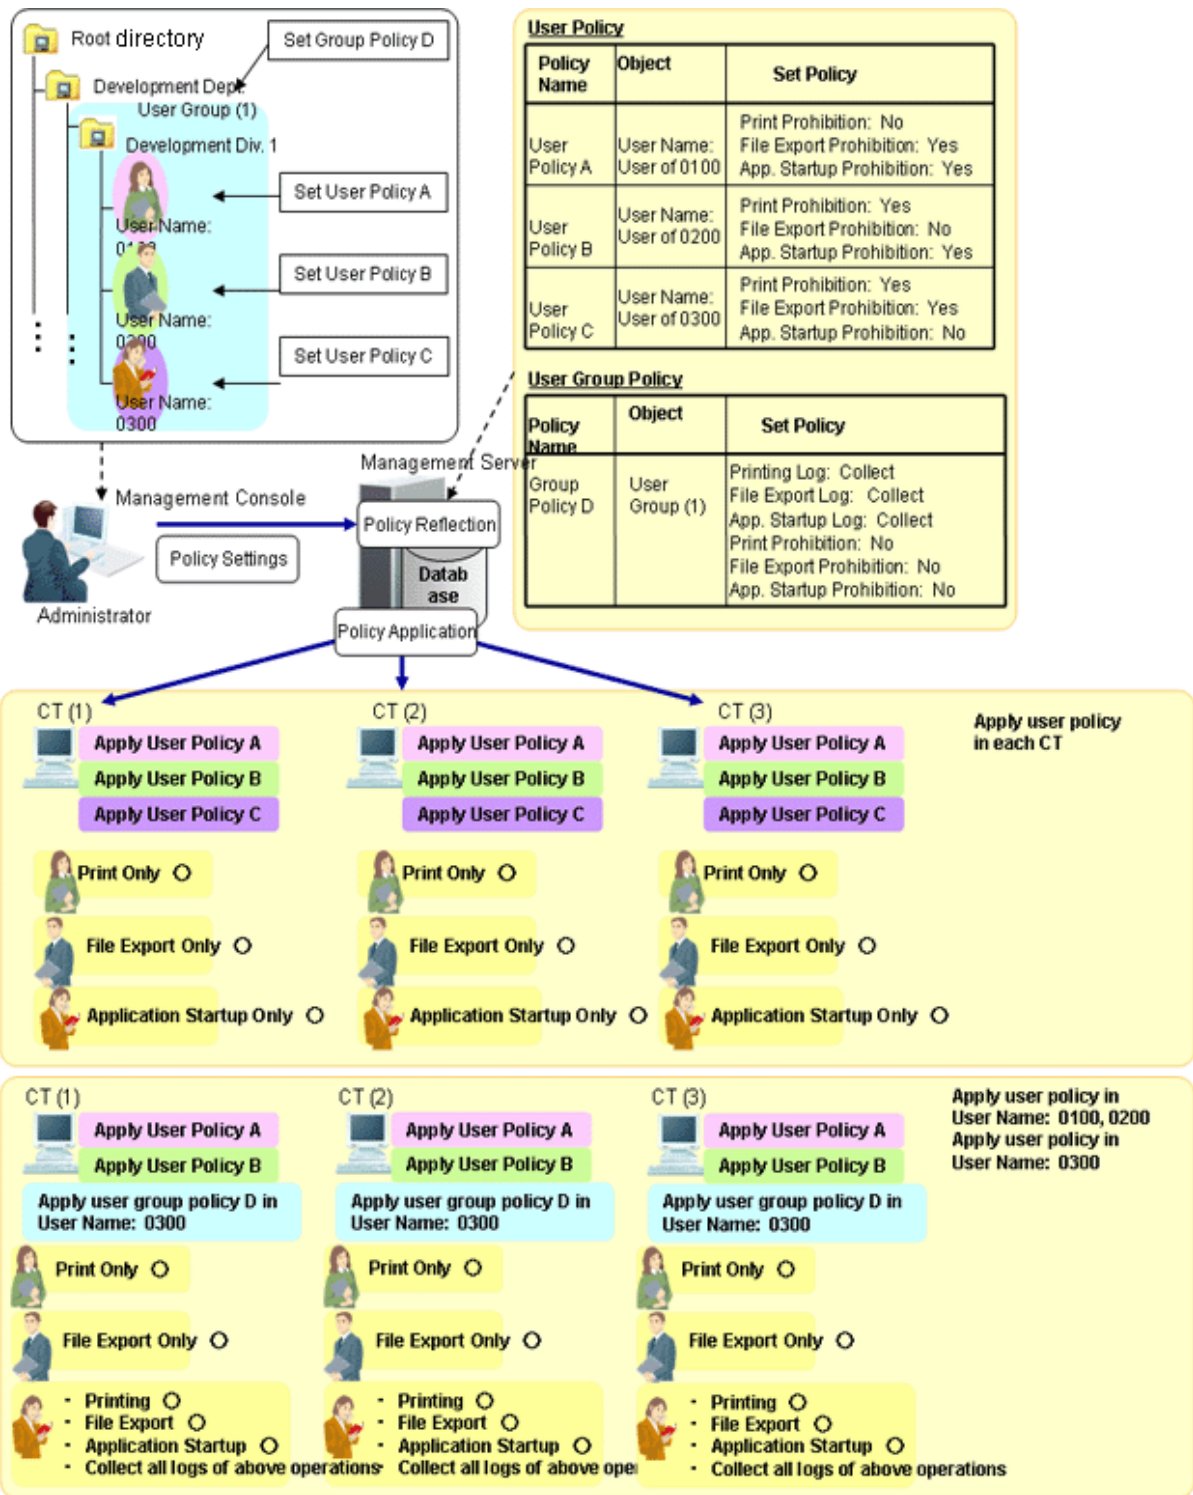 Root directory
Set Group Policy D
Development Dept.
User Group (1)
Development Div. 1
Set User Policy A
User Name:
0100
Set User Policy B
User Name:
0200
Set User Policy C
User Name:
0300
Management Console
Policy Settings
Administrator
Management Server
Policy Reflection
Datab
ase
Policy Application
User Policy
Policy
Name
Object
Set Policy
User
Policy A
User Name:
User of 0100
Print Prohibition: No
File Export Prohibition: Yes
App. Startup Prohibition: Yes
User
Policy B
User Name:
User of 0200
Print Prohibition: Yes
File Export Prohibition: No
App. Startup Prohibition: Yes
User
Policy C
User Name:
User of 0300
Print Prohibition: Yes
File Export Prohibition: Yes
App. Startup Prohibition: No
User Group Policy
Policy
Name
Object
Set Policy
Group
Policy D
User
Group (1)
Printing Log: Collect
File Export Log: Collect
App. Startup Log: Collect
Print Prohibition: No
File Export Prohibition: No
App. Startup Prohibition: No
CT (1)
Apply User Policy A
Apply User Policy B
Apply User Policy C
Print Only
File Export Only
Application Startup Only
CT (2)
Apply User Policy A
Apply User Policy B
Apply User Policy C
Print Only
File Export Only
Application Startup Only
CT (3)
Apply User Policy A
Apply User Policy B
Apply User Policy C
Print Only
File Export Only
Application Startup Only
Apply user policy
in each CT
CT (1)
Apply User Policy A
Apply User Policy B
Apply user group policy D in
User Name: 0300
Print Only
File Export Only
- Printing
- File Export
- Application Startup
- Collect all logs of above operations
CT (2)
Apply User Policy A
Apply User Policy B
Apply user group policy D in
User Name: 0300
Print Only
File Export Only
- Printing
- File Export
- Application Startup
- Collect all logs of above oper
CT (3)
Apply User Policy A
Apply User Policy B
Apply user group policy D in
User Name: 0300
Print Only
File Export Only
- Printing
- File Export
- Application Startup
- Collect all logs of above operations
Apply user policy in
User Name: 0100, 0200
Apply user policy in
User Name: 0300